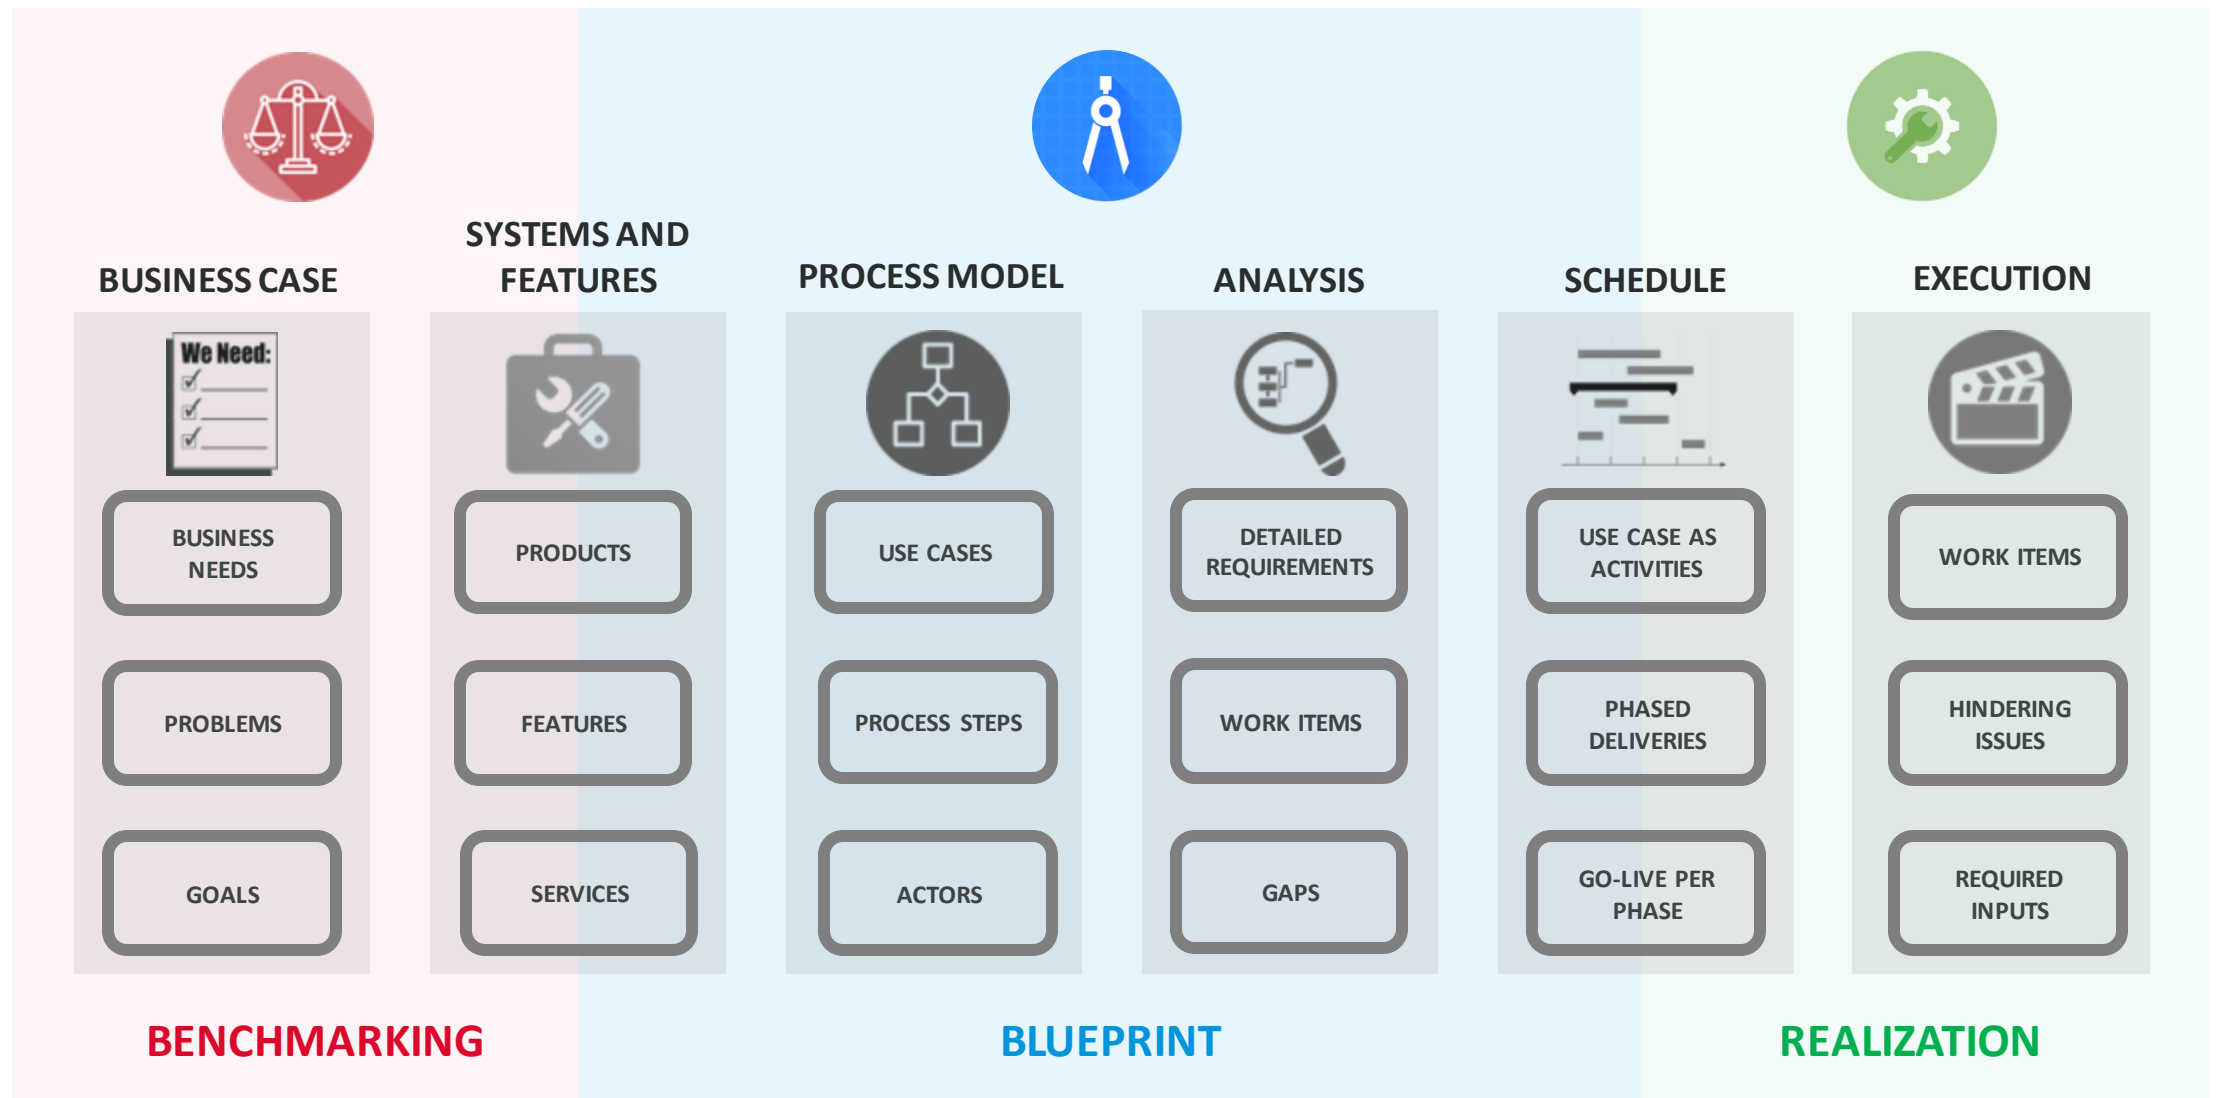 SYSTEMS AND
FEATURES
BUSINESS CASE
PROCESS MODEL
ANALYSIS
SCHEDULE
EXECUTION
We Need:
BUSINESS
NEEDS
PROBLEMS
GOALS
PRODUCTS
FEATURES
SERVICES
USE CASES
PROCESS STEPS
ACTORS
DETAILED
REQUIREMENTS
WORK ITEMS
GAPS
USE CASE AS
ACTIVITIES
PHASED
DELIVERIES
GO-LIVE PER
PHASE
WORK ITEMS
HINDERING
ISSUES
REQUIRED
INPUTS
BENCHMARKING
BLUEPRINT
REALIZATION